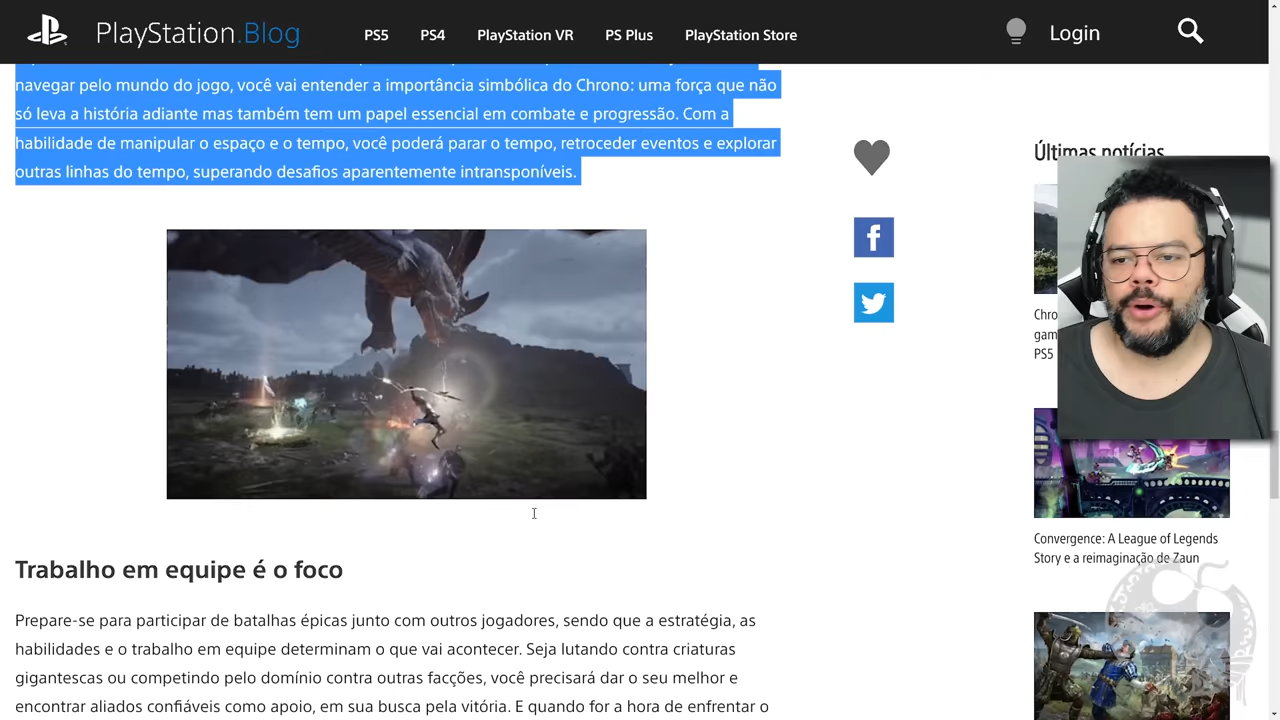 PlayStation.Blog
PS5
PS4
PlayStation VR
PS Plus
PlayStation Store
Login
navegar pelo mundo do jogo, você vai entender a importância simbólica do Chrono: uma força que não
só leva a história adiante mas também tem um papel essencial em combate e progressão. Com a
habilidade de manipular o espaço e o tempo, você poderá parar o tempo, retroceder eventos e explorar
outras linhas do tempo, superando desafios aparentemente intransponíveis.
Trabalho em equipe é o foco
Prepare-se para participar de batalhas épicas junto com outros jogadores, sendo que a estratégia, as
habilidades e o trabalho em equipe determinam o que vai acontecer. Seja lutando contra criaturas
gigantescas ou competindo pelo domínio contra outras facções, você precisará dar o seu melhor e
encontrar aliados confiáveis como apoio, em sua busca pela vitória. E quando for a hora de enfrentar o
Últimas notícias
PS5
Convergence: A League of Legends
Story e a reimaginação de Zaun